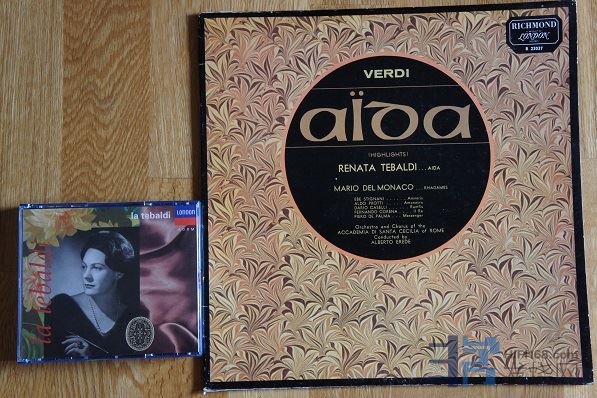 RICHMOND
LONDON
R 23027
VERDI
aïda
(HIGHLIGHTS)
RENATA TEBALDI ... AIDA
MARIO DEL MONACO ... RHADAMES
EBE STIGNANI ....... Amneris
ALDO PROTTI ..... Amonasro
DARIO CASELLI ..... Ramfis
FERNANDO CORENA .... Il Re
PIERO DE PALMA ... Messenger
Orchestra and Chorus of the
ACCADEMIA DI SANTA CECILIA of ROME
Conducted by
ALBERTO EREDE
la tebaldi
LONDON
la tebaldi